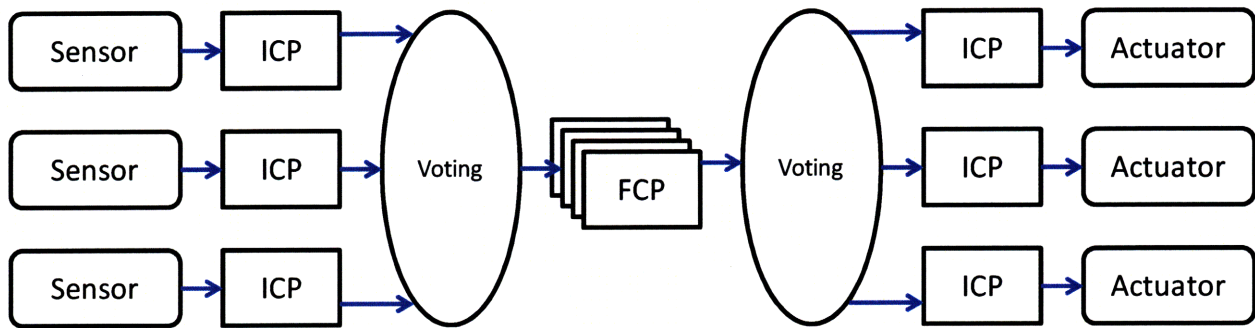 Sensor ICP ICP Actuator
Sensor ICP Voting FCP Voting ICP Actuator
Sensor ICP ICP Actuator